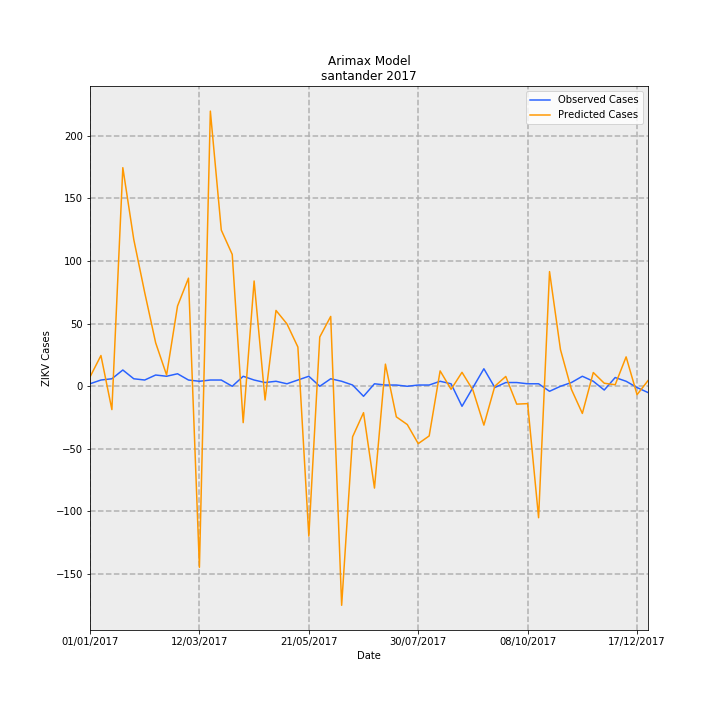 Arimax Model
santander 2017
Observed Cases
Predicted Cases
200
150
100
50
0
−50
−100
−150
ZIKV Cases
01/01/2017
12/03/2017
21/05/2017
30/07/2017
08/10/2017
17/12/2017
Date